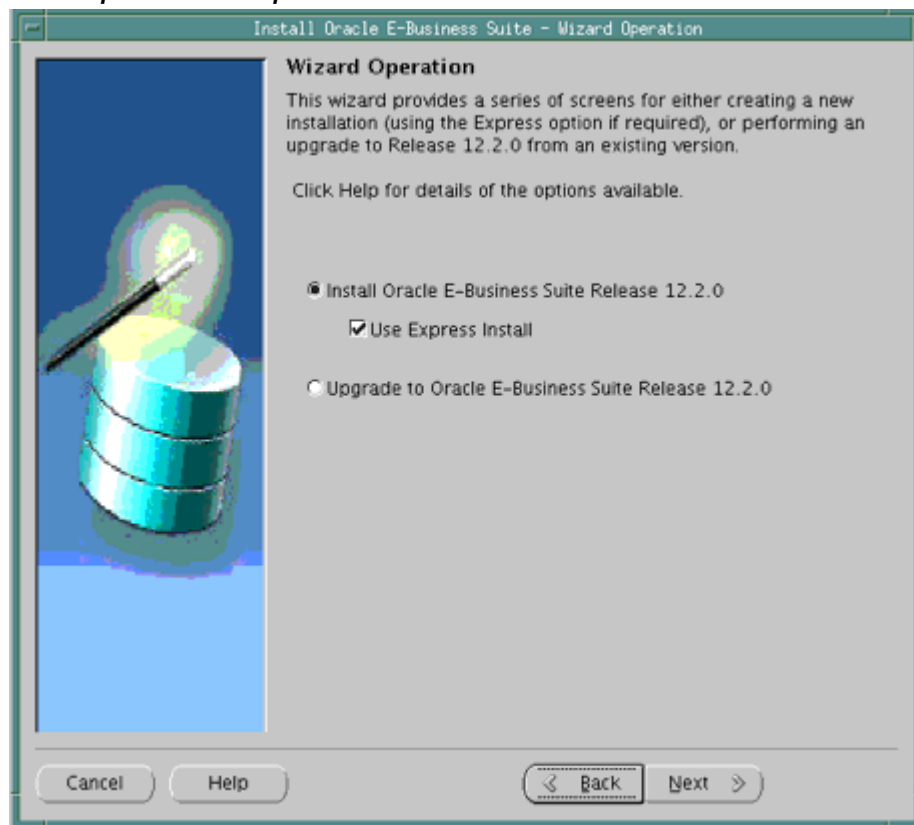 Install Oracle E-Business Suite - Wizard Operation
Wizard Operation
This wizard provides a series of screens for either creating a new
installation (using the Express option if required), or performing an
upgrade to Release 12.2.0 from an existing version.
Click Help for details of the options available.
Install Oracle E-Business Suite Release 12.2.0
Use Express Install
Upgrade to Oracle E-Business Suite Release 12.2.0
Cancel Help Back Next